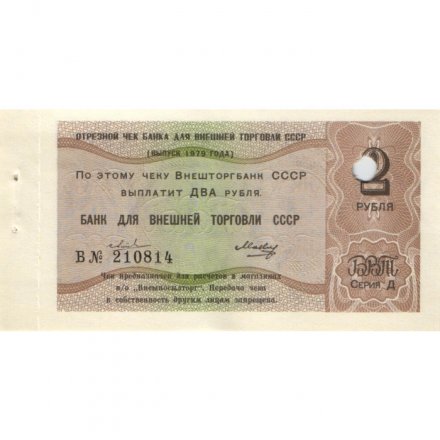 ОТРЕЗНОЙ ЧЕК БАНКА ДЛЯ ВНЕШНЕЙ ТОРГОВЛИ СССР
(ВЫПУСК 1979 ГОДА)
ПО ЭТОМУ ЧЕКУ ВНЕШТОРГБАНК СССР
ВЫПЛАТИТ ДВА РУБЛЯ.
БАНК ДЛЯ ВНЕШНЕЙ ТОРГОВЛИ СССР
В № 210814
Чек предназначен для расчетов в магазинах
в/о „Внешпосылторг". Передача чека
в собственность другим лицам запрещена.
2
РУБЛЯ
ВВТ
СЕРИЯ Д